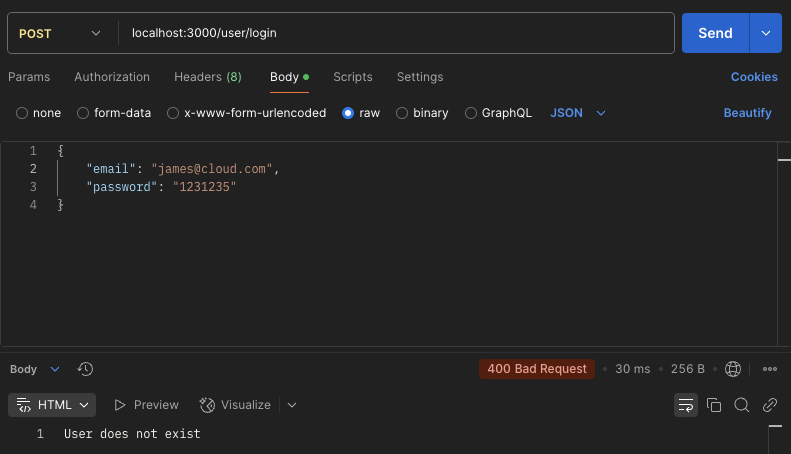 POST localhost:3000/user/login Send
Params Authorization Headers (8) Body Scripts Settings Cookies
none form-data x-www-form-urlencoded raw binary GraphQL JSON Beautify
1 {
2 "email": "james@cloud.com",
3 "password": "1231235"
4 }
Body 400 Bad Request 30 ms 256 B
HTML Preview Visualize
1 User does not exist